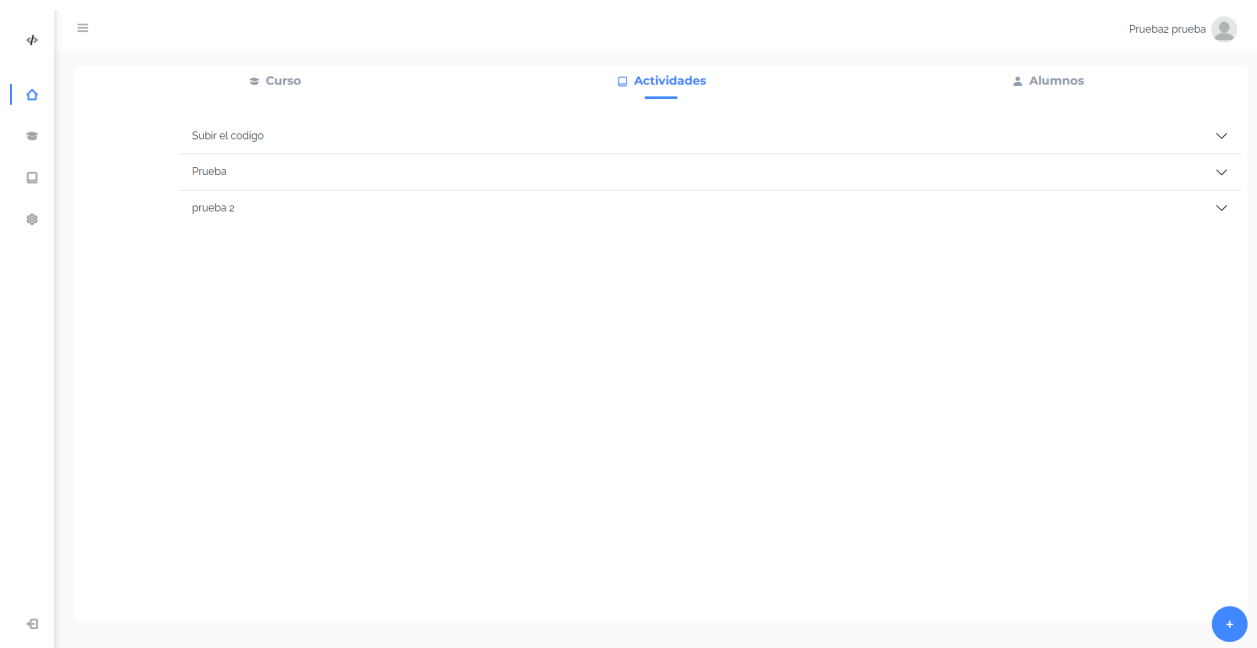 Prueba2 prueba
Curso
Actividades
Alumnos
Subir el codigo
Prueba
prueba 2
+